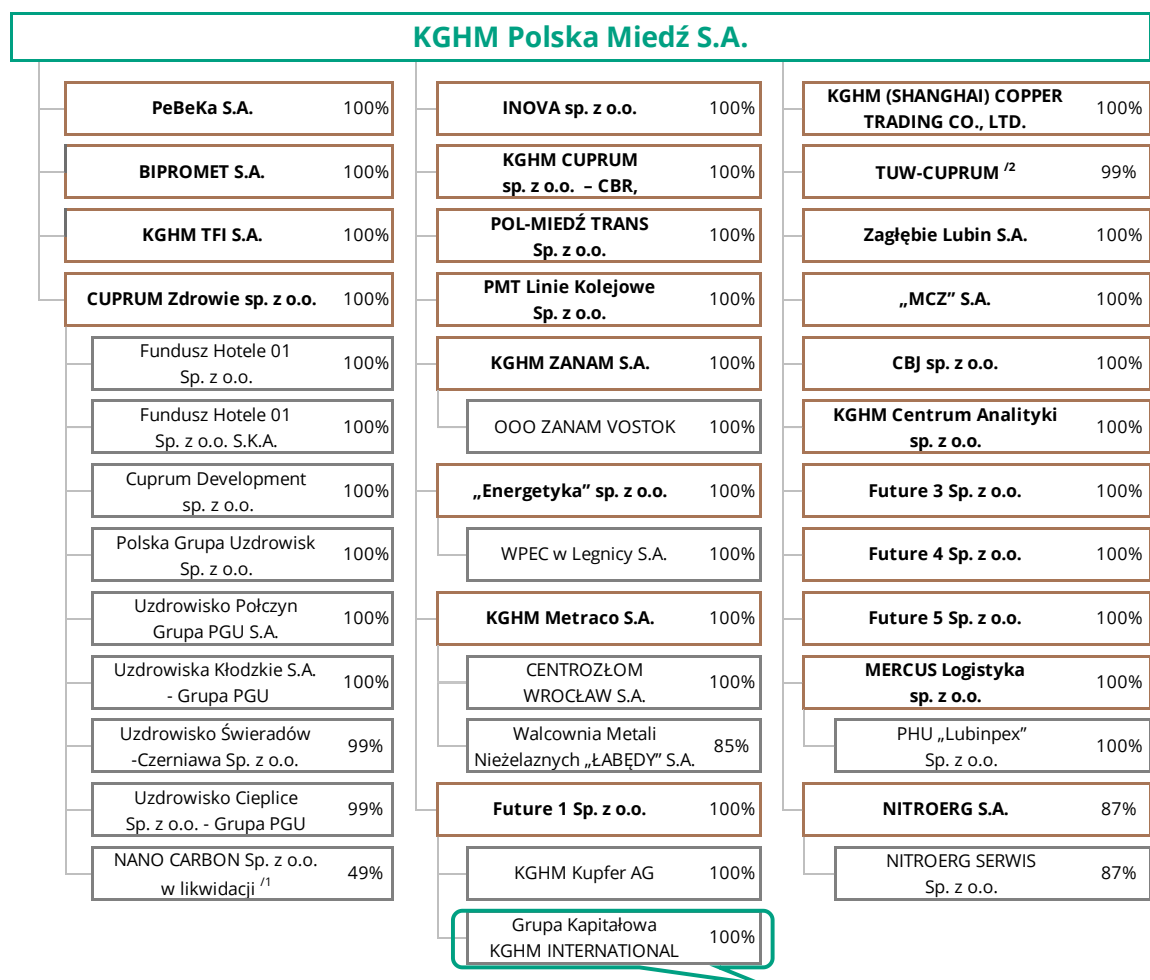 KGHM Polska Miedź S.A.
PeBeKa S.A. 100%
BIPROMET S.A. 100%
KGHM TFI S.A. 100%
CUPRUM Zdrowie sp. z o.o. 100%
Fundusz Hotele 01
Sp. z o.o. 100%
Fundusz Hotele 01
Sp. z o.o. S.K.A. 100%
Cuprum Development
sp. z o.o. 100%
Polska Grupa Uzdrowisk
Sp. z o.o. 100%
Uzdrowisko Połczyn
Grupa PGU S.A. 100%
Uzdrowiska Kłodzkie S.A.
- Grupa PGU 100%
Uzdrowisko Świeradów
-Czerniawa Sp. z o.o. 99%
Uzdrowisko Cieplice
Sp. z o.o. - Grupa PGU 99%
NANO CARBON Sp. z o.o.
w likwidacji /1 49%
INOVA sp. z o.o. 100%
KGHM CUPRUM
sp. z o.o. – CBR, 100%
POL-MIEDŹ TRANS
Sp. z o.o. 100%
PMT Linie Kolejowe
Sp. z o.o. 100%
KGHM ZANAM S.A. 100%
OOO ZANAM VOSTOK 100%
„Energetyka” sp. z o.o. 100%
WPEC w Legnicy S.A. 100%
KGHM Metraco S.A. 100%
CENTROZŁOM
WROCŁAW S.A. 100%
Walcownia Metali
Nieżelaznych „ŁABĘDY” S.A. 85%
Future 1 Sp. z o.o. 100%
KGHM Kupfer AG 100%
Grupa Kapitałowa
KGHM INTERNATIONAL 100%
KGHM (SHANGHAI) COPPER
TRADING CO., LTD. 100%
TUW-CUPRUM /2 99%
Zagłębie Lubin S.A. 100%
„MCZ” S.A. 100%
CBJ sp. z o.o. 100%
KGHM Centrum Analityki
sp. z o.o. 100%
Future 3 Sp. z o.o. 100%
Future 4 Sp. z o.o. 100%
Future 5 Sp. z o.o. 100%
MERCUS Logistyka
sp. z o.o. 100%
PHU „Lubinpex”
Sp. z o.o. 100%
NITROERG S.A. 87%
NITROERG SERWIS
Sp. z o.o. 87%